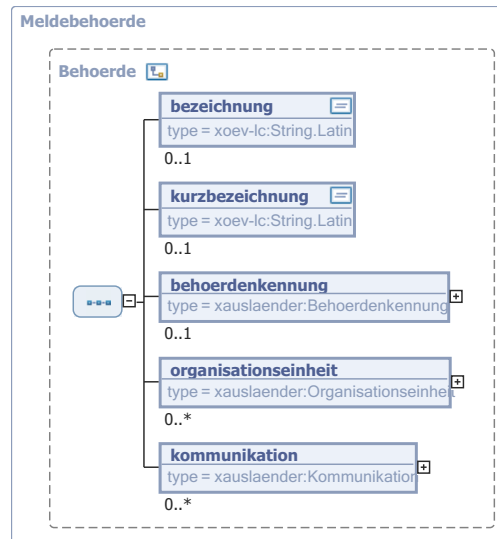 Meldebehoerde
Behoerde
bezeichnung
type = xoev-lc:String.Latin
0..1
kurzbezeichnung
type = xoev-lc:String.Latin
0..1
behoerdenkennung
type = xauslaender:Behoerdenkennung
0..1
organisationseinheit
type = xauslaender:Organisationseinheit
0..*
kommunikation
type = xauslaender:Kommunikation
0..*